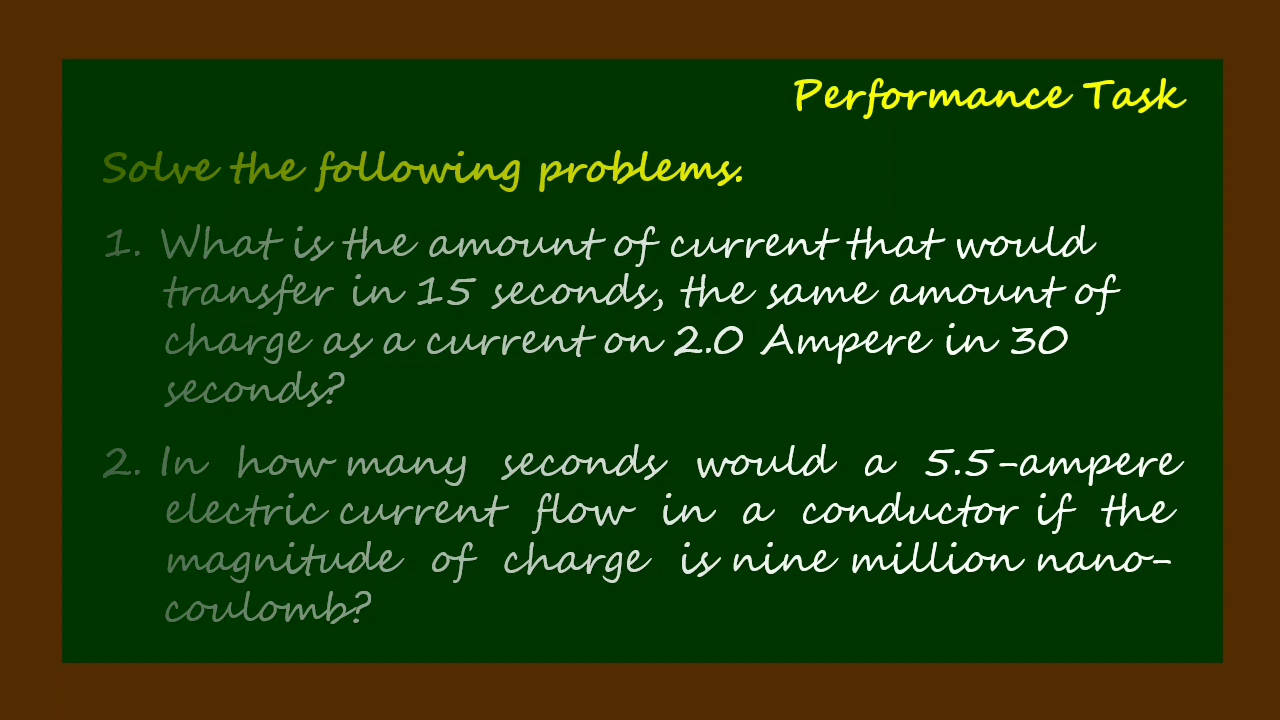 Performance Task
Solve the following problems.
1. What is the amount of current that would
transfer in 15 seconds, the same amount of
charge as a current on 2.0 Ampere in 30
seconds?
2. In how many seconds would a 5.5-ampere
electric current flow in a conductor if the
magnitude of charge is nine million nano-
coulomb?